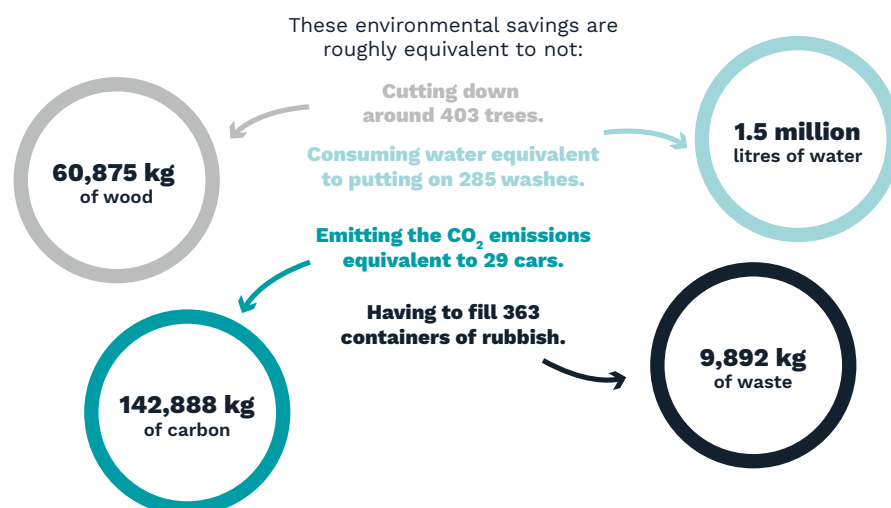 These environmental savings are
roughly equivalent to not:
Cutting down
around 403 trees.
60,875 kg
of wood
1.5 million
litres of water
Consuming water equivalent
to putting on 285 washes.
Emitting the CO₂ emissions
equivalent to 29 cars.
Having to fill 363
containers of rubbish.
9,892 kg
of waste
142,888 kg
of carbon